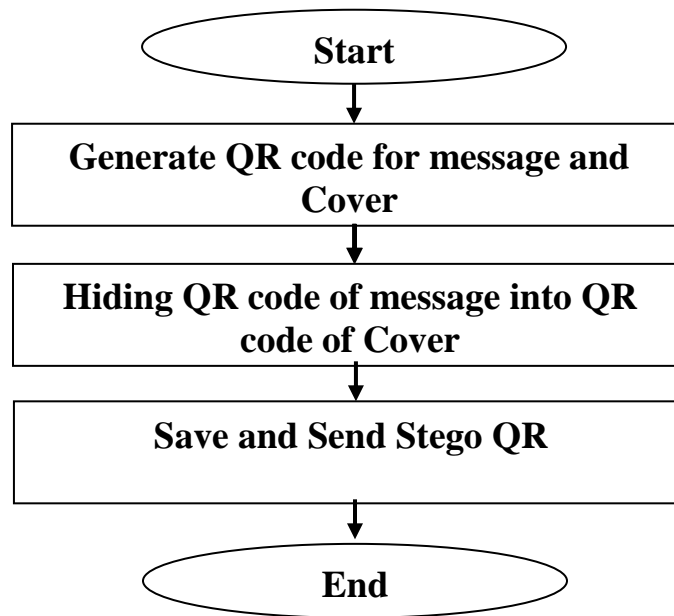 Start
Generate QR code for message and
Cover
Hiding QR code of message into QR
code of Cover
Save and Send Stego QR
End